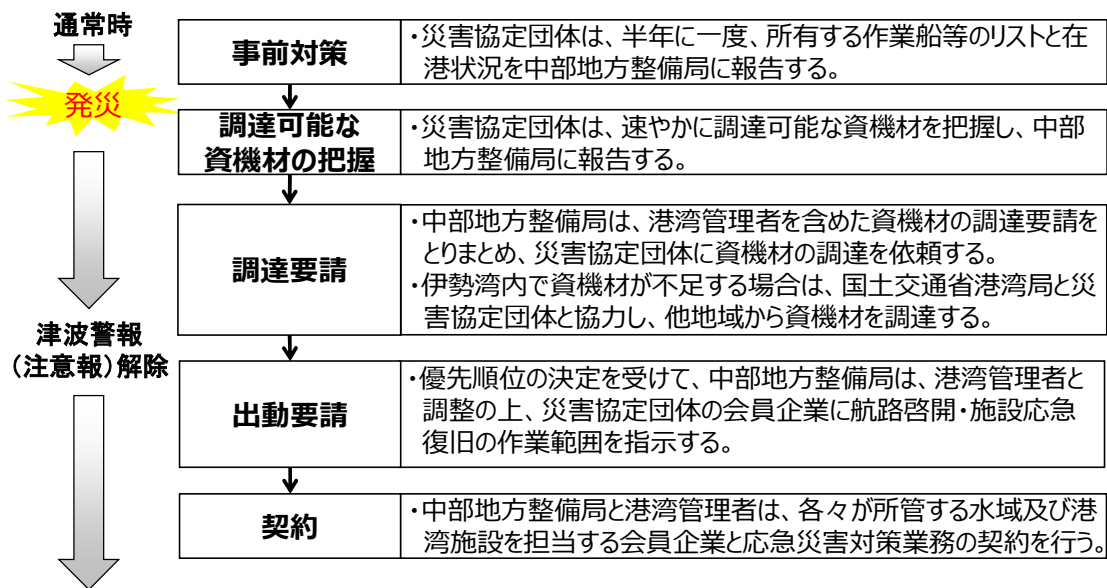 通常時
発災
津波警報
（注意報）解除
事前対策
・災害協定団体は、半年に一度、所有する作業船等のリストと在
港状況を中部地方整備局に報告する。
調達可能な
資機材の把握
・災害協定団体は、速やかに調達可能な資機材を把握し、中部
地方整備局に報告する。
調達要請
・中部地方整備局は、港湾管理者を含めた資機材の調達要請を
とりまとめ、災害協定団体に資機材の調達を依頼する。
・伊勢湾内で資機材が不足する場合は、国土交通省港湾局と災
害協定団体と協力し、他地域から資機材を調達する。
出動要請
・優先順位の決定を受けて、中部地方整備局は、港湾管理者と
調整の上、災害協定団体の会員企業に航路啓開・施設応急
復旧の作業範囲を指示する。
契約
・中部地方整備局と港湾管理者は、各々が所管する水域及び港
湾施設を担当する会員企業と応急災害対策業務の契約を行う。